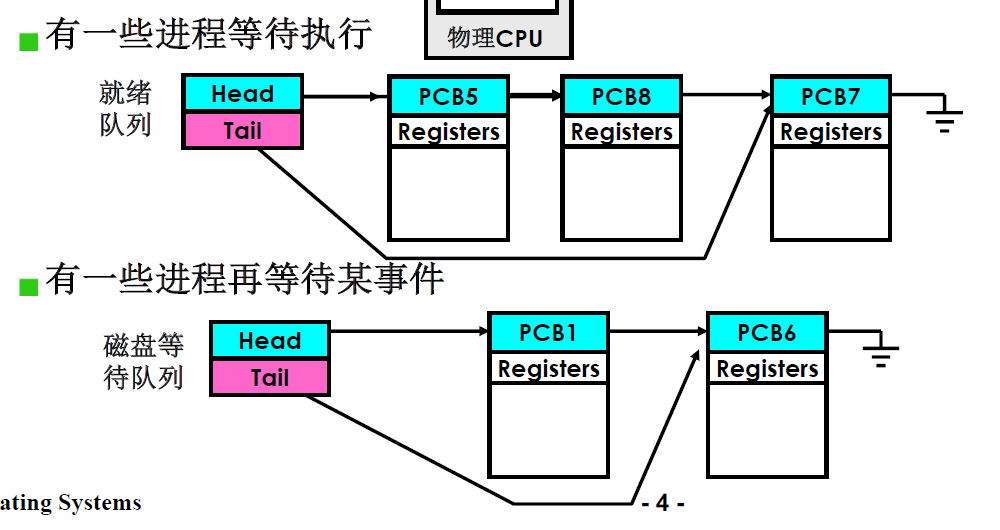 物理CPU
有一些进程等待执行
就绪
队列
Head
Tail
PCB5
Registers
PCB8
Registers
PCB7
Registers
有一些进程再等待某事件
磁盘等
待队列
Head
Tail
PCB1
Registers
PCB6
Registers
ating Systems
- 4 -